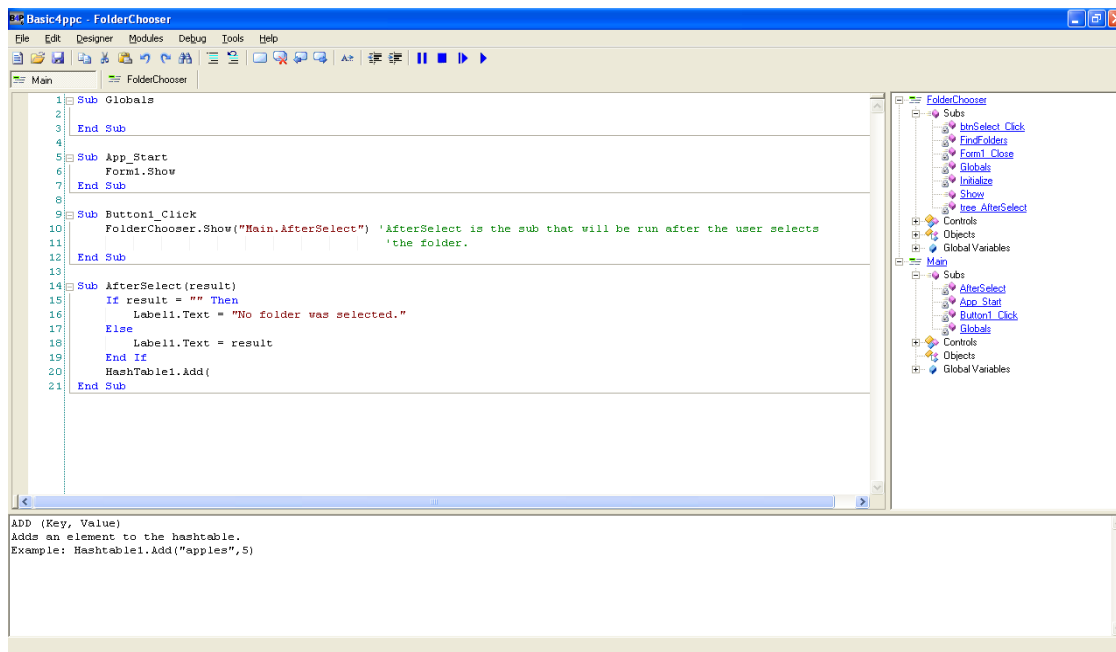 Basic4ppc - FolderChooser
File Edit Designer Modules Debug Tools Help
Main FolderChooser
1 Sub Globals
2
3 End Sub
4
5 Sub App_Start
6 Form1.Show
7 End Sub
8
9 Sub Button1_Click
10 FolderChooser.Show("Main.AfterSelect") 'AfterSelect is the sub that will be run after the user selects
11 'the folder.
12 End Sub
13
14 Sub AfterSelect(result)
15 If result = "" Then
16 Label1.Text = "No folder was selected."
17 Else
18 Label1.Text = result
19 End If
20 HashTable1.Add(
21 End Sub
FolderChooser
Subs
btnSelect_Click
FindFolders
Form1_Close
Globals
Initialize
Show
tree_AfterSelect
Controls
Objects
Global Variables
Main
Subs
AfterSelect
App_Start
Button1_Click
Globals
Controls
Objects
Global Variables
ADD (Key, Value)
Adds an element to the hashtable.
Example: Hashtable1.Add("apples",5)